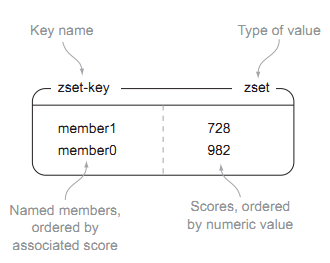 Key name
Type of value
zset-key
zset
member1
728
member0
982
Named members,
ordered by
associated score
Scores, ordered
by numeric value